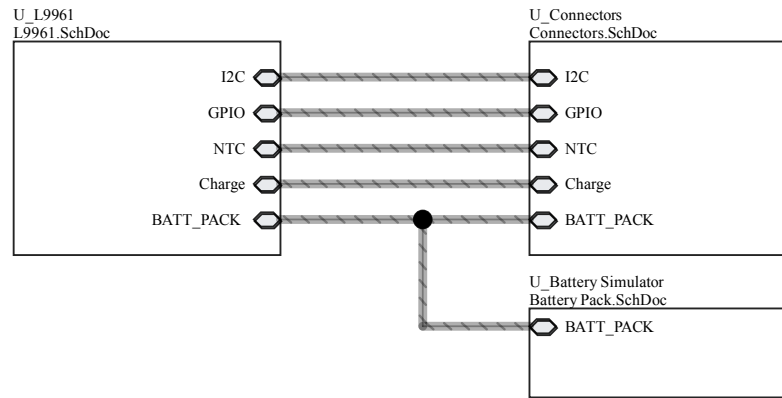 U_L9961
L9961.SchDoc
I2C
GPIO
NTC
Charge
BATT_PACK
U_Connectors
Connectors.SchDoc
I2C
GPIO
NTC
Charge
BATT_PACK
U_Battery Simulator
Battery Pack.SchDoc
BATT_PACK